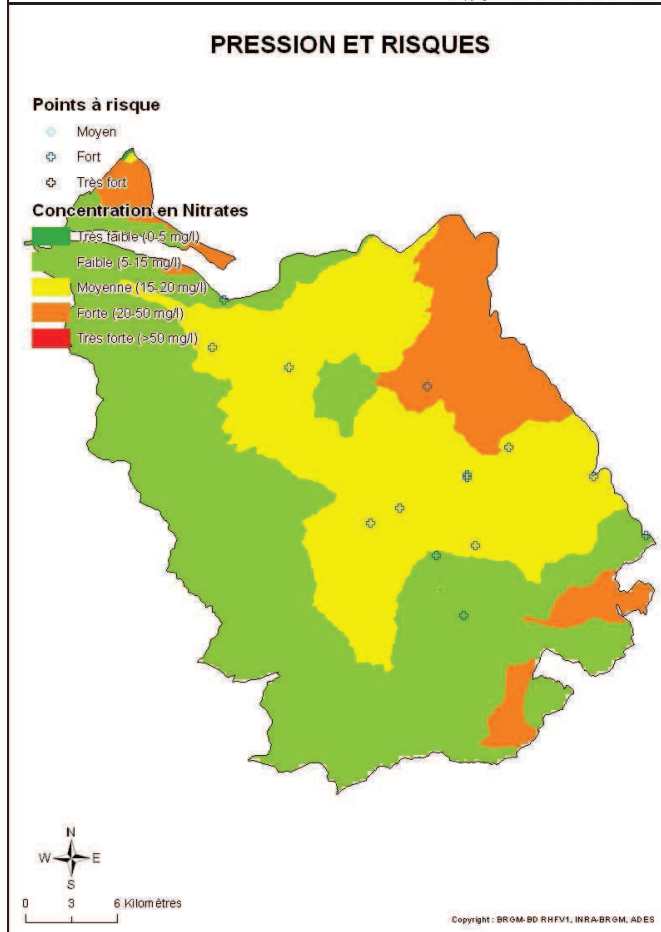 PRESSION ET RISQUES
Points à risque
Moyen
Fort
Très fort
Concentration en Nitrates
Très faible (0-5 mg/l)
Faible (5-15 mg/l)
Moyenne (15-20 mg/l)
Forte (20-50 mg/l)
Très forte (>50 mg/l)
N
W E
S
0 3 6 Kilomètres
Copyright : BRGM-BD RHFV1, INRA-BRGM, ADES